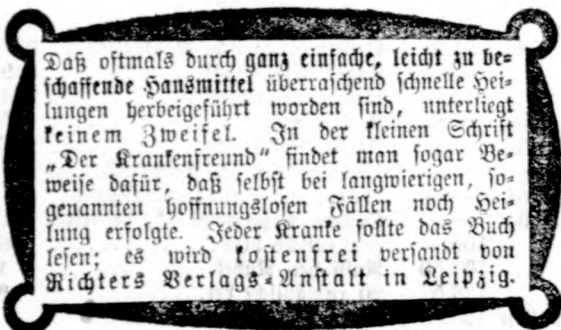 Daß oftmals durch ganz einfache, leicht zu be-
schaffende Hausmittel überraschend schnelle Hei-
lungen herbeigeführt worden sind, unterliegt
keinem Zweifel. In der kleinen Schrift
„Der Krankenfreund“ findet man sogar Be-
weise dafür, daß selbst bei langwierigen, so-
genannten hoffnungslosen Fällen noch Hei-
lung erfolgte. Jeder Kranke sollte das Buch
lesen; es wird kostenfrei versandt von
Richters Verlags-Anstalt in Leipzig.